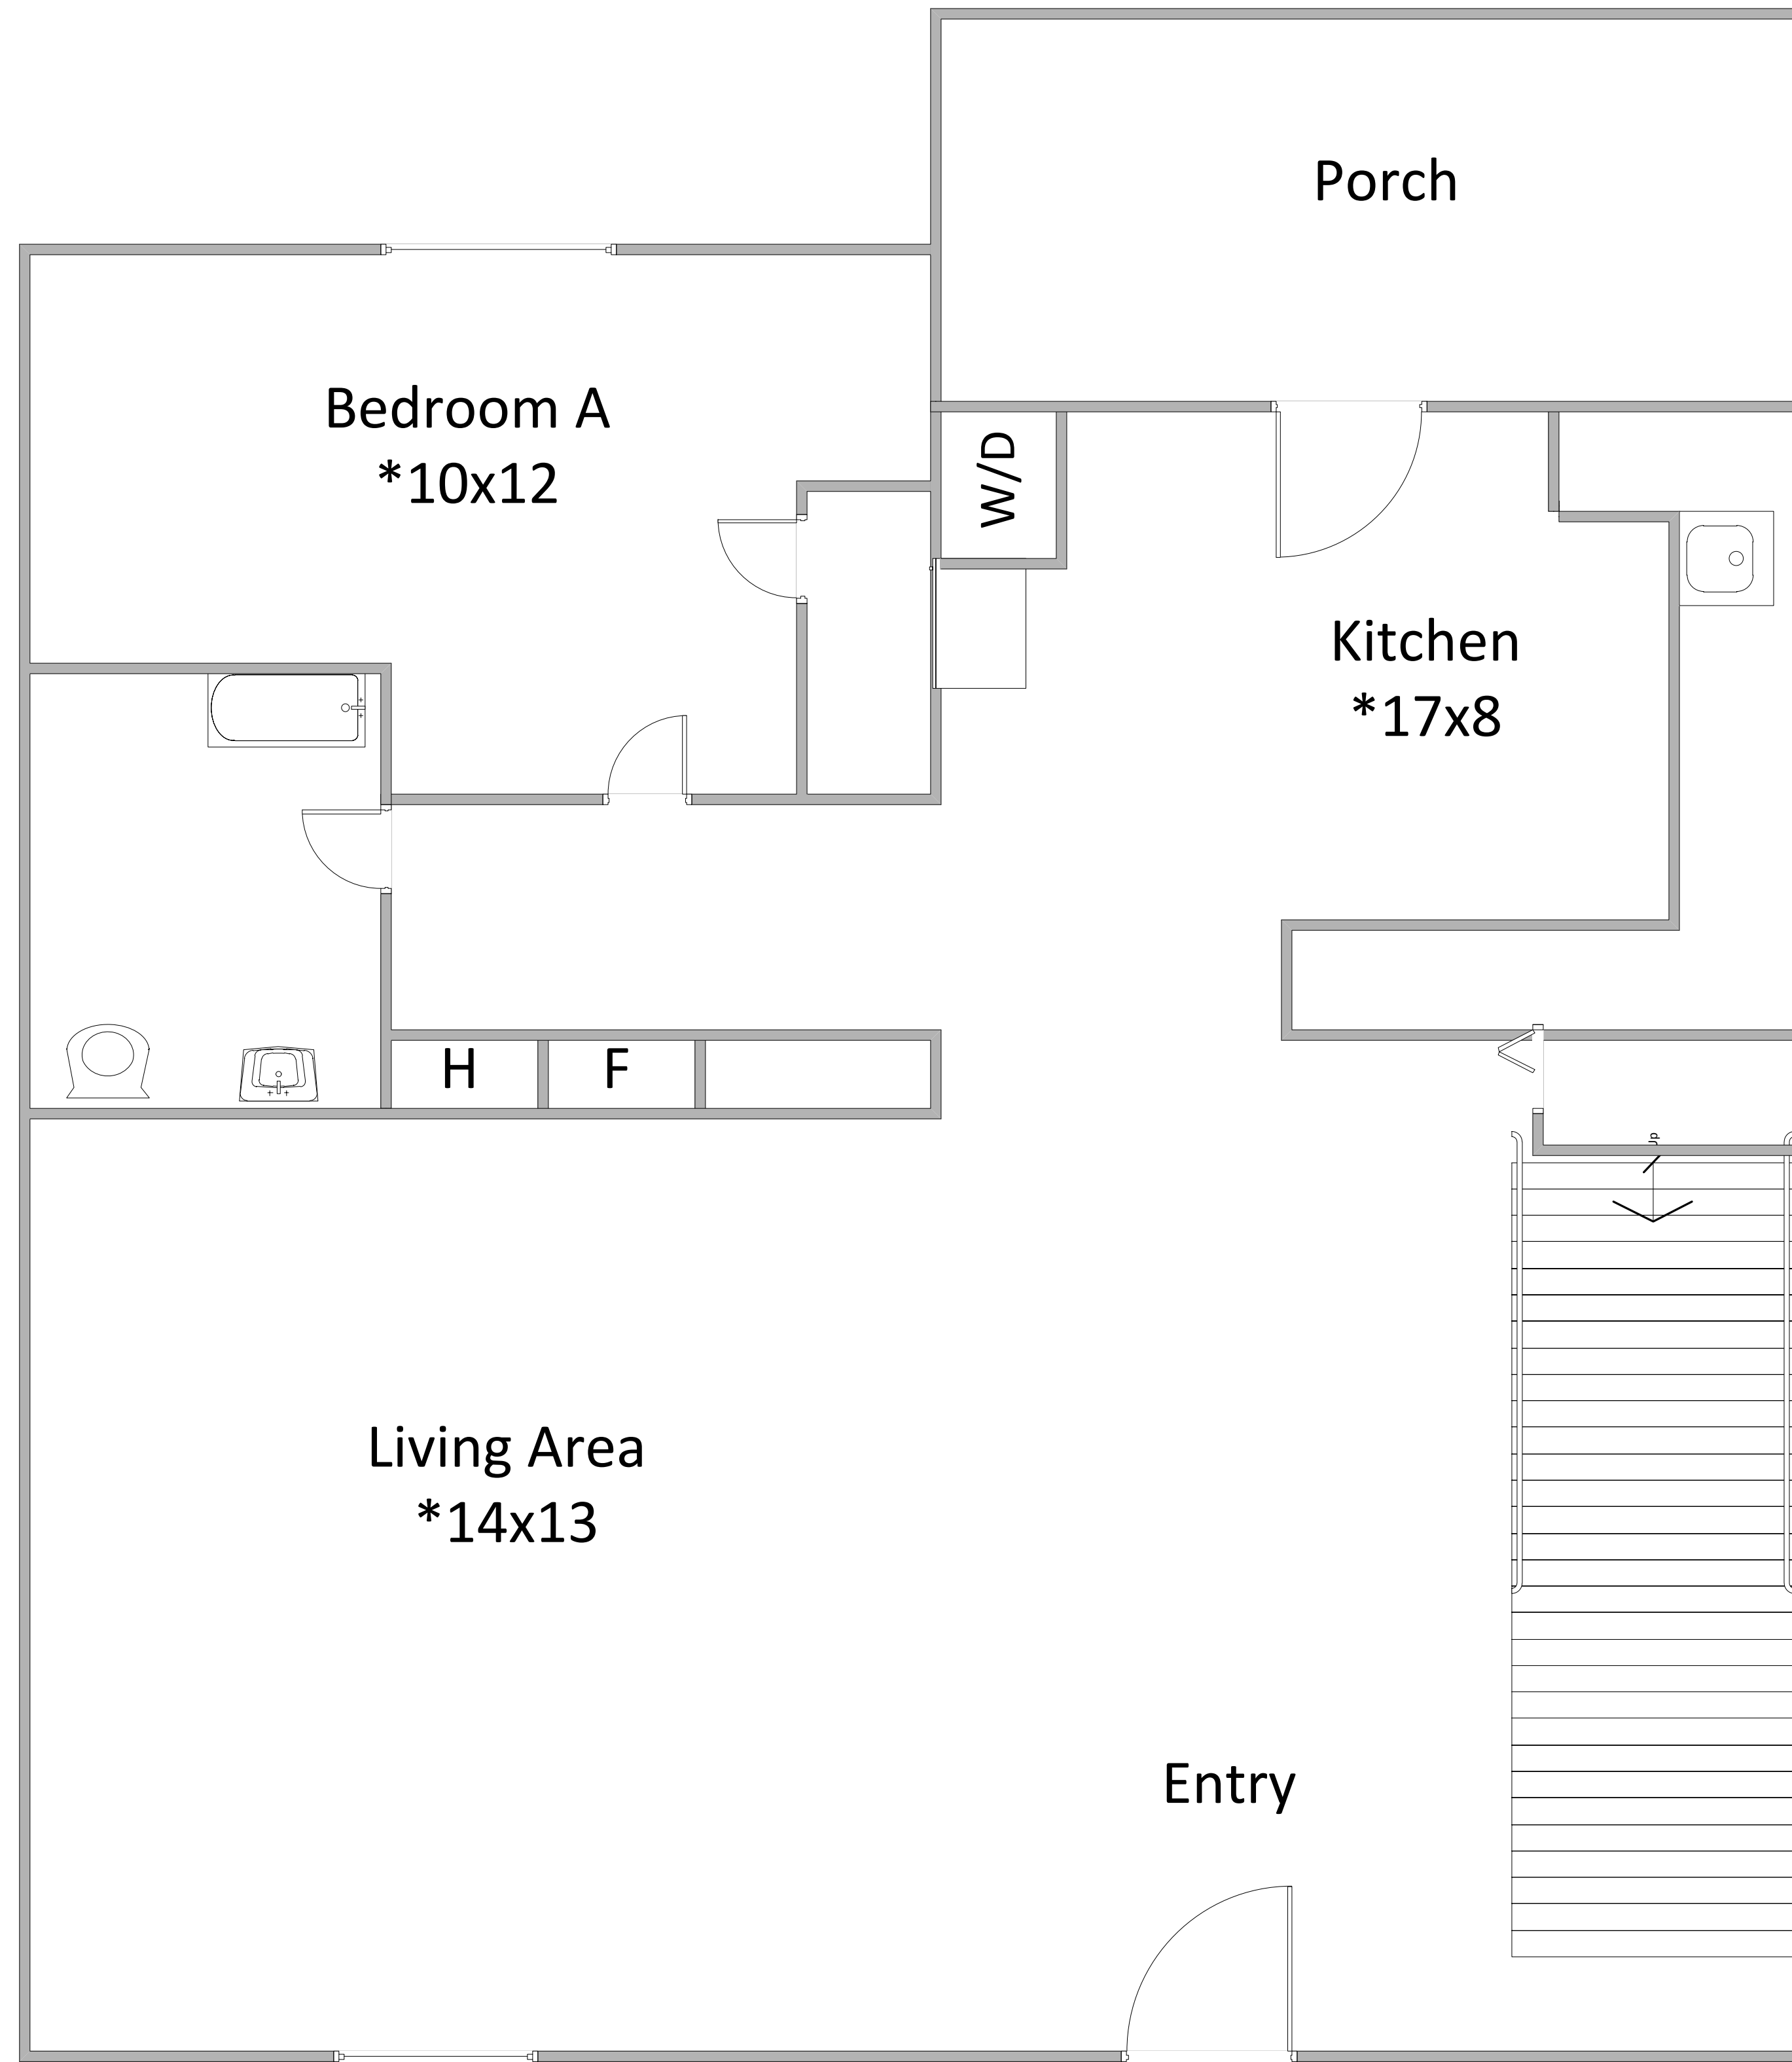 Porch
Bedroom A
*10x12
W/D
Kitchen
*17x8
H
F
Living Area
*14x13
Entry